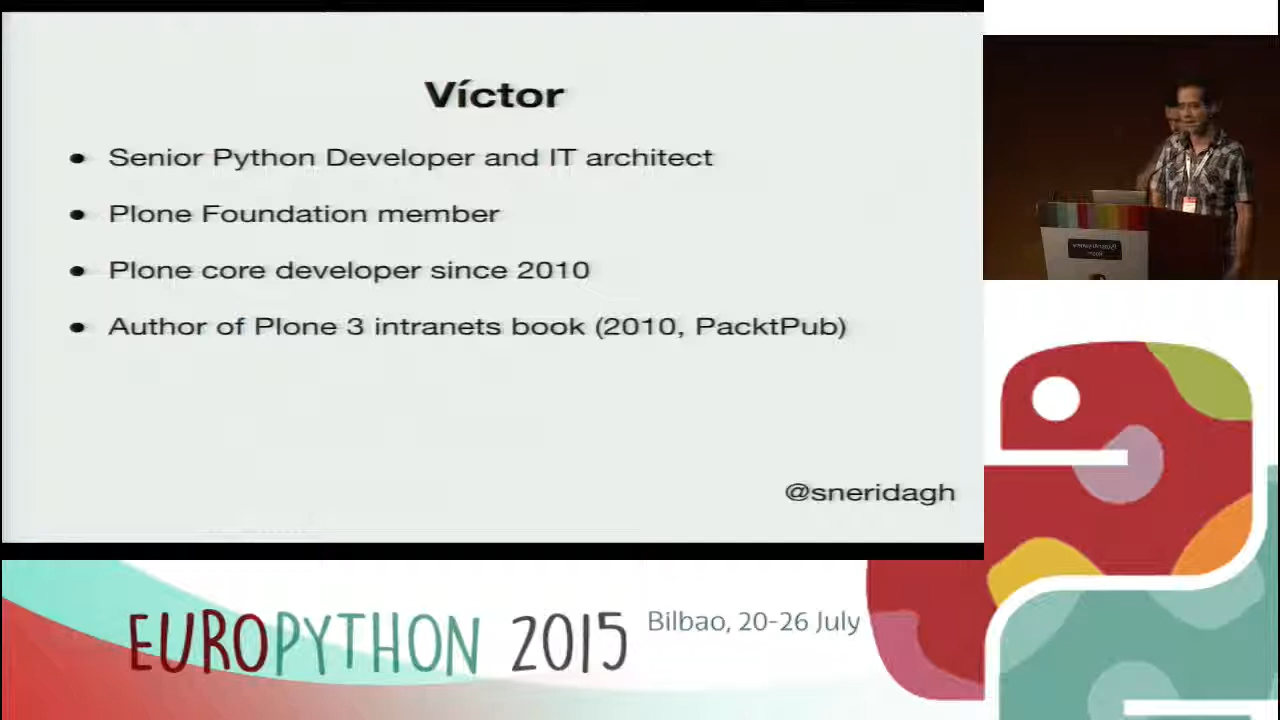 Víctor
• Senior Python Developer and IT architect
• Plone Foundation member
• Plone core developer since 2010
• Author of Plone 3 intranets book (2010, PacktPub)
@sneridagh
EUROPYTHON 2015
Bilbao, 20-26 July